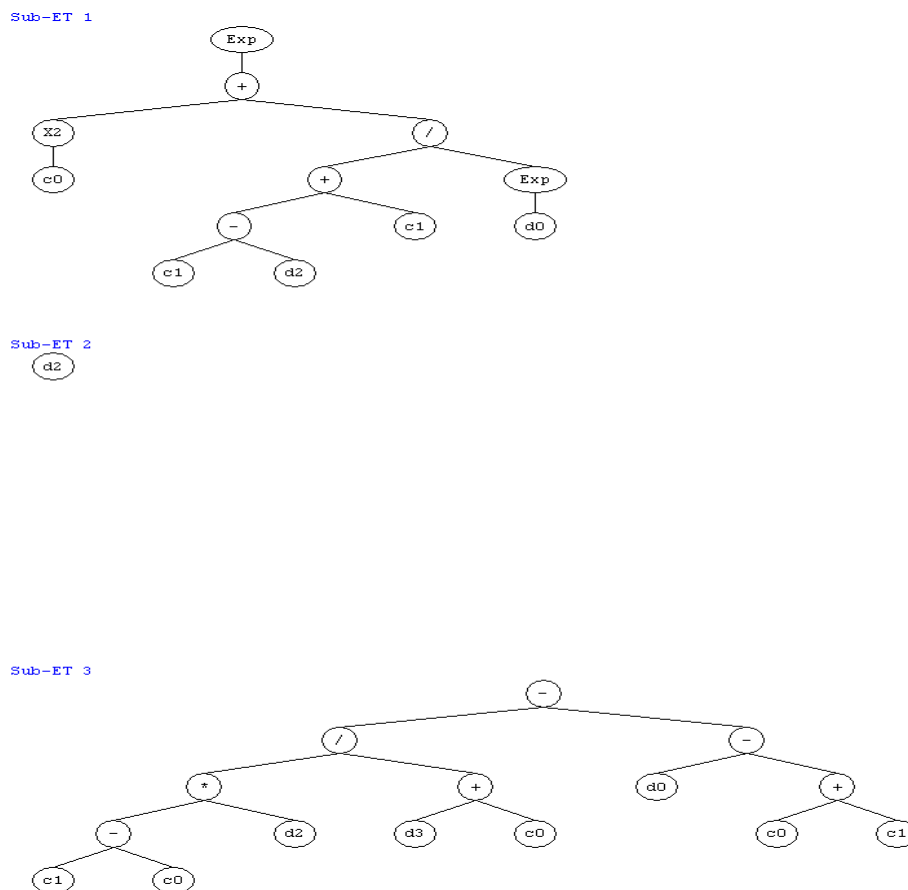 Sub-ET 1
Exp
+
X2 /
c0 + Exp
- c1 d0
c1 d2
Sub-ET 2
d2
Sub-ET 3
-
/ -
* + d0 +
- d2 d3 c0 c0 c1
c1 c0